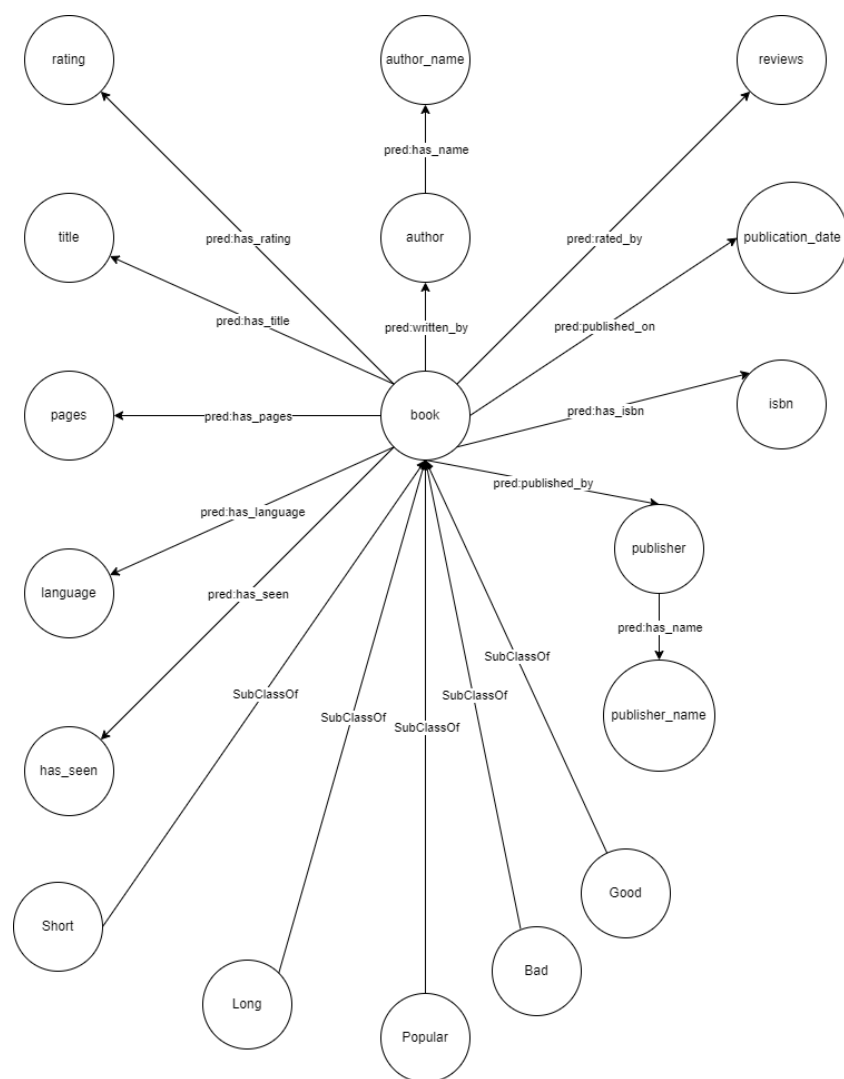 rating
author_name
reviews
pred:has_name
title
author
publication_date
pred:has_rating
pred:rated_by
pred:has_title
pred:written_by
pred:published_on
pages
pred:has_pages
book
pred:has_isbn
isbn
pred:has_language
pred:published_by
publisher
language
pred:has_seen
pred:has_name
SubClassOf
SubClassOf
SubClassOf
SubClassOf
SubClassOf
publisher_name
has_seen
Short
Good
Long
Bad
Popular